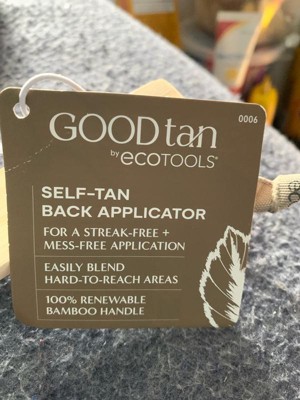 0006
GOODtan
by ecoTOOLS®
SELF-TAN
BACK APPLICATOR
FOR A STREAK-FREE +
MESS-FREE APPLICATION
EASILY BLEND
HARD-TO-REACH AREAS
100% RENEWABLE
BAMBOO HANDLE